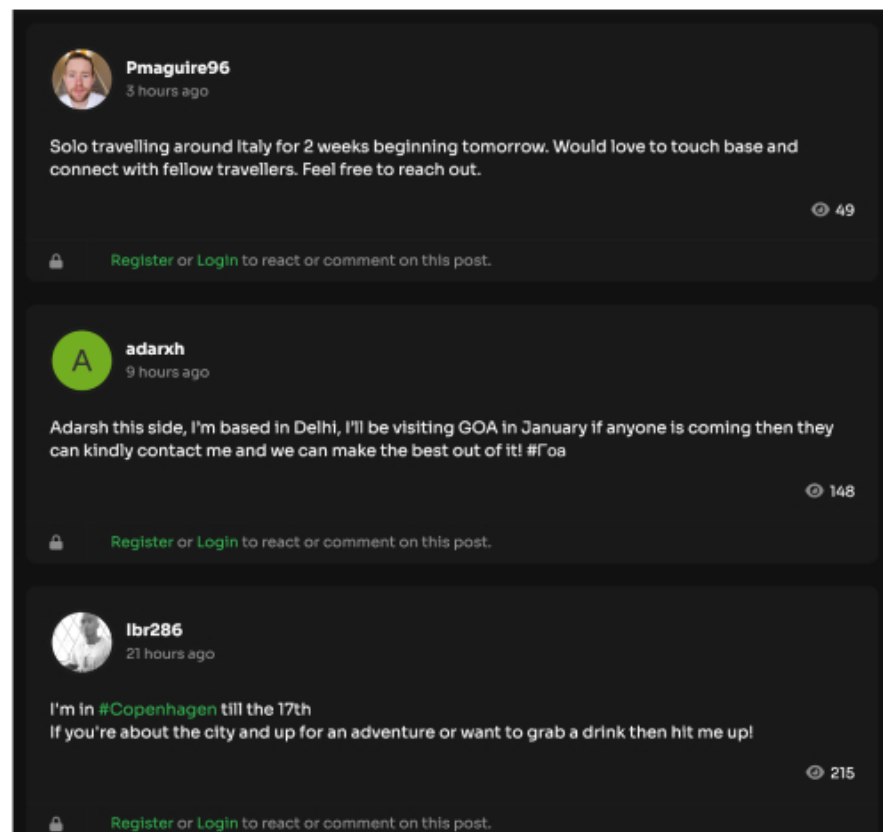 Pmaguire96
3 hours ago
Solo travelling around Italy for 2 weeks beginning tomorrow. Would love to touch base and
connect with fellow travellers. Feel free to reach out.
49
Register or Login to react or comment on this post.
A
adarxh
9 hours ago
Adarsh this side, I'm based in Delhi, I'll be visiting GOA in January if anyone is coming then they
can kindly contact me and we can make the best out of it! #Гоа
148
Register or Login to react or comment on this post.
lbr286
21 hours ago
I'm in #Copenhagen till the 17th
If you're about the city and up for an adventure or want to grab a drink then hit me up!
215
Register or Login to react or comment on this post.